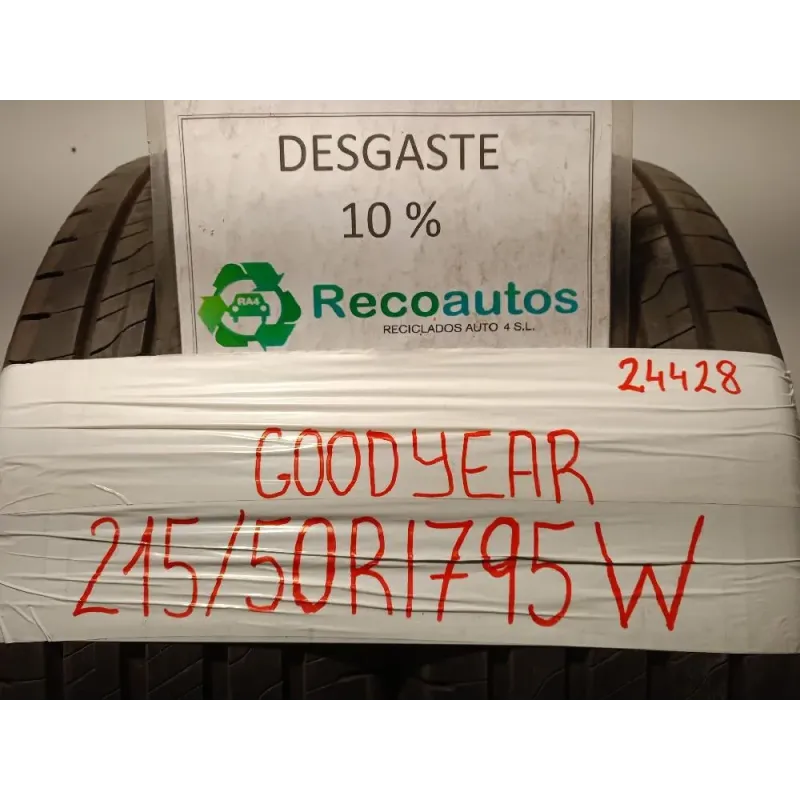 DESGASTE
10 %
RA4
Recoautos
RECICLADOS AUTO 4 S.L.
24428
GOODYEAR
215/50R1795W